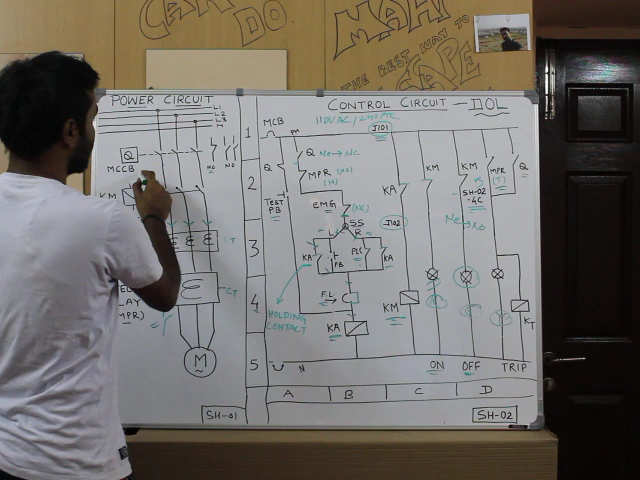 CAN DO
MAH
THE BEST WAY TO
ESCAPE
POWER CIRCUIT
L1
L2
L3
N
Q
MCCB
NO
NO
KM
CT
CT
(MPR)
M
SH-01
1
2
3
4
5
CONTROL CIRCUIT - DOL
110VAC/
MCB
J101
Q
Q NO→NC
MPR (NC)
(H)
TEST
PB
EMG (NC)
SS
L R
KA
PB
PLC
KA
HOLDING
CONTACT
F.L
KA
KA
J102
KM
KM
KM
SH-02
-4C
NC→NO
MPR
(T)
Q
KT
N
ON
OFF
TRIP
A
B
C
D
SH-02